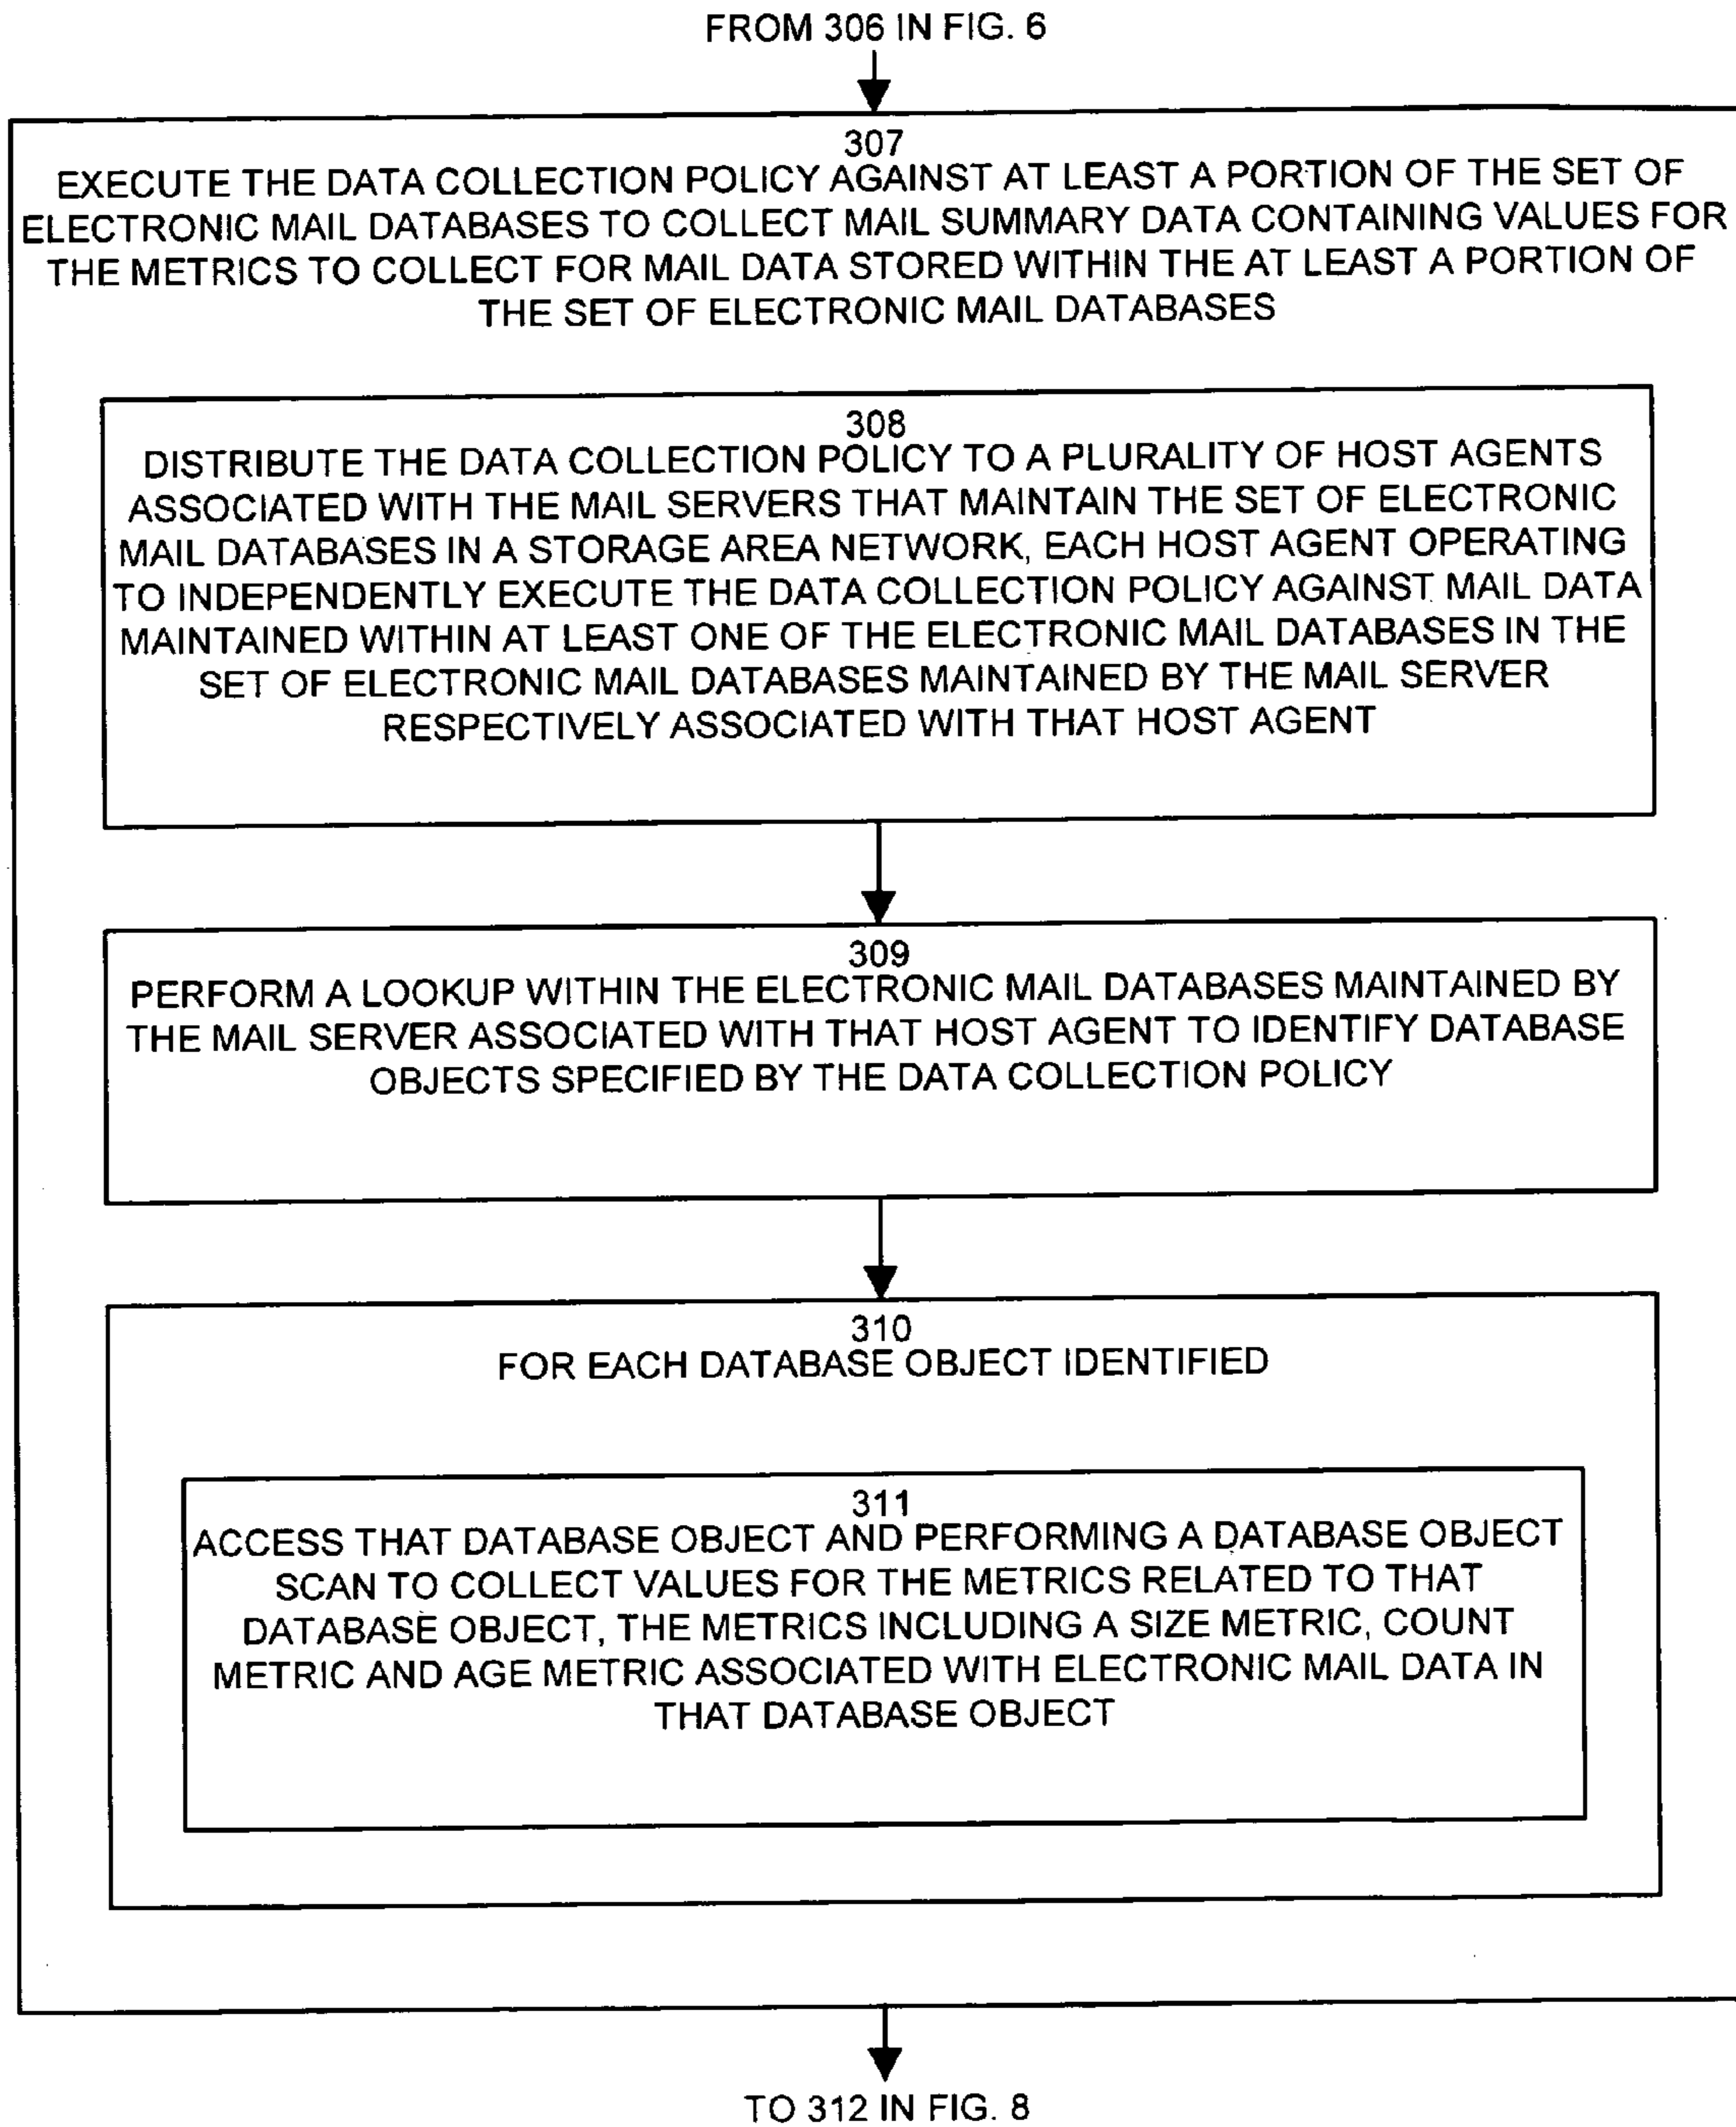 FROM 306 IN FIG. 6
307
EXECUTE THE DATA COLLECTION POLICY AGAINST AT LEAST A PORTION OF THE SET OF
ELECTRONIC MAIL DATABASES TO COLLECT MAIL SUMMARY DATA CONTAINING VALUES FOR
THE METRICS TO COLLECT FOR MAIL DATA STORED WITHIN THE AT LEAST A PORTION OF
THE SET OF ELECTRONIC MAIL DATABASES
308
DISTRIBUTE THE DATA COLLECTION POLICY TO A PLURALITY OF HOST AGENTS
ASSOCIATED WITH THE MAIL SERVERS THAT MAINTAIN THE SET OF ELECTRONIC
MAIL DATABASES IN A STORAGE AREA NETWORK, EACH HOST AGENT OPERATING
TO INDEPENDENTLY EXECUTE THE DATA COLLECTION POLICY AGAINST MAIL DATA
MAINTAINED WITHIN AT LEAST ONE OF THE ELECTRONIC MAIL DATABASES IN THE
SET OF ELECTRONIC MAIL DATABASES MAINTAINED BY THE MAIL SERVER
RESPECTIVELY ASSOCIATED WITH THAT HOST AGENT
309
PERFORM A LOOKUP WITHIN THE ELECTRONIC MAIL DATABASES MAINTAINED BY
THE MAIL SERVER ASSOCIATED WITH THAT HOST AGENT TO IDENTIFY DATABASE
OBJECTS SPECIFIED BY THE DATA COLLECTION POLICY
310
FOR EACH DATABASE OBJECT IDENTIFIED
311
ACCESS THAT DATABASE OBJECT AND PERFORMING A DATABASE OBJECT
SCAN TO COLLECT VALUES FOR THE METRICS RELATED TO THAT
DATABASE OBJECT, THE METRICS INCLUDING A SIZE METRIC, COUNT
METRIC AND AGE METRIC ASSOCIATED WITH ELECTRONIC MAIL DATA IN
THAT DATABASE OBJECT
TO 312 IN FIG. 8